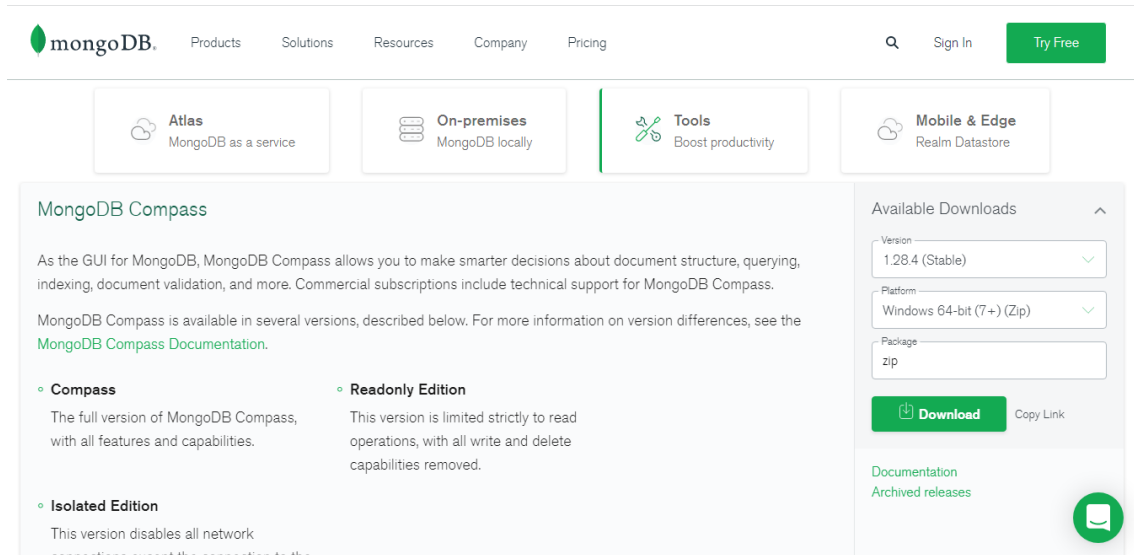 mongoDB.
Products
Solutions
Resources
Company
Pricing
Sign In
Try Free
Atlas
MongoDB as a service
On-premises
MongoDB locally
Tools
Boost productivity
Mobile & Edge
Realm Datastore
MongoDB Compass
As the GUI for MongoDB, MongoDB Compass allows you to make smarter decisions about document structure, querying,
indexing, document validation, and more. Commercial subscriptions include technical support for MongoDB Compass.
MongoDB Compass is available in several versions, described below. For more information on version differences, see the
MongoDB Compass Documentation.
Compass
The full version of MongoDB Compass,
with all features and capabilities.
Readonly Edition
This version is limited strictly to read
operations, with all write and delete
capabilities removed.
Isolated Edition
This version disables all network
connections except the connection to the
Available Downloads
Version
1.28.4 (Stable)
Platform
Windows 64-bit (7+) (Zip)
Package
zip
Download
Copy Link
Documentation
Archived releases